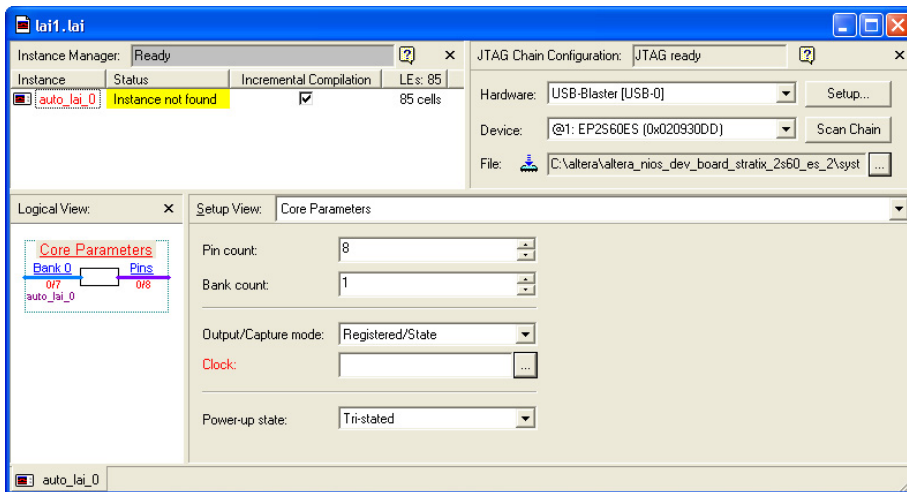 lai1.lai
Instance Manager: Ready
Instance Status Incremental Compilation LEs: 85
auto_lai_0 Instance not found 85 cells
JTAG Chain Configuration: JTAG ready
Hardware: USB-Blaster [USB-0] Setup...
Device: @1: EP2S60ES (0x020930DD) Scan Chain
File: C:\altera\altera_nios_dev_board_stratix_2s60_es_2\syst ...
Logical View:
Core Parameters
Bank 0 Pins
0/7 0/8
auto_lai_0
Setup View: Core Parameters
Pin count: 8
Bank count: 1
Output/Capture mode: Registered/State
Clock: ...
Power-up state: Tri-stated
auto_lai_0